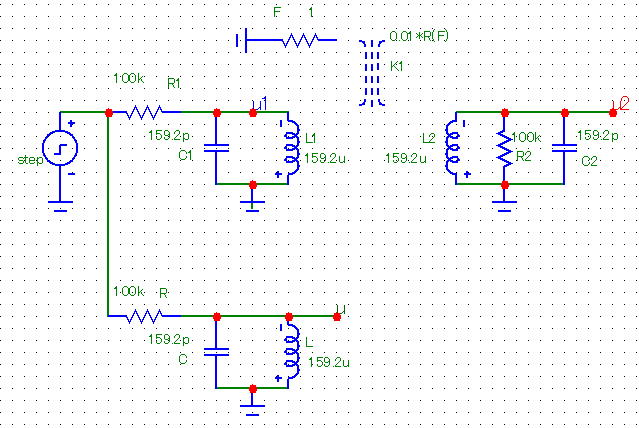 F 1
0.01*R(F)
K1
100k R1
u1
u2
159.2p
C1
L1
159.2u
L2
159.2u
100k
R2
159.2p
C2
step
100k R
u
159.2p
C
L
159.2u